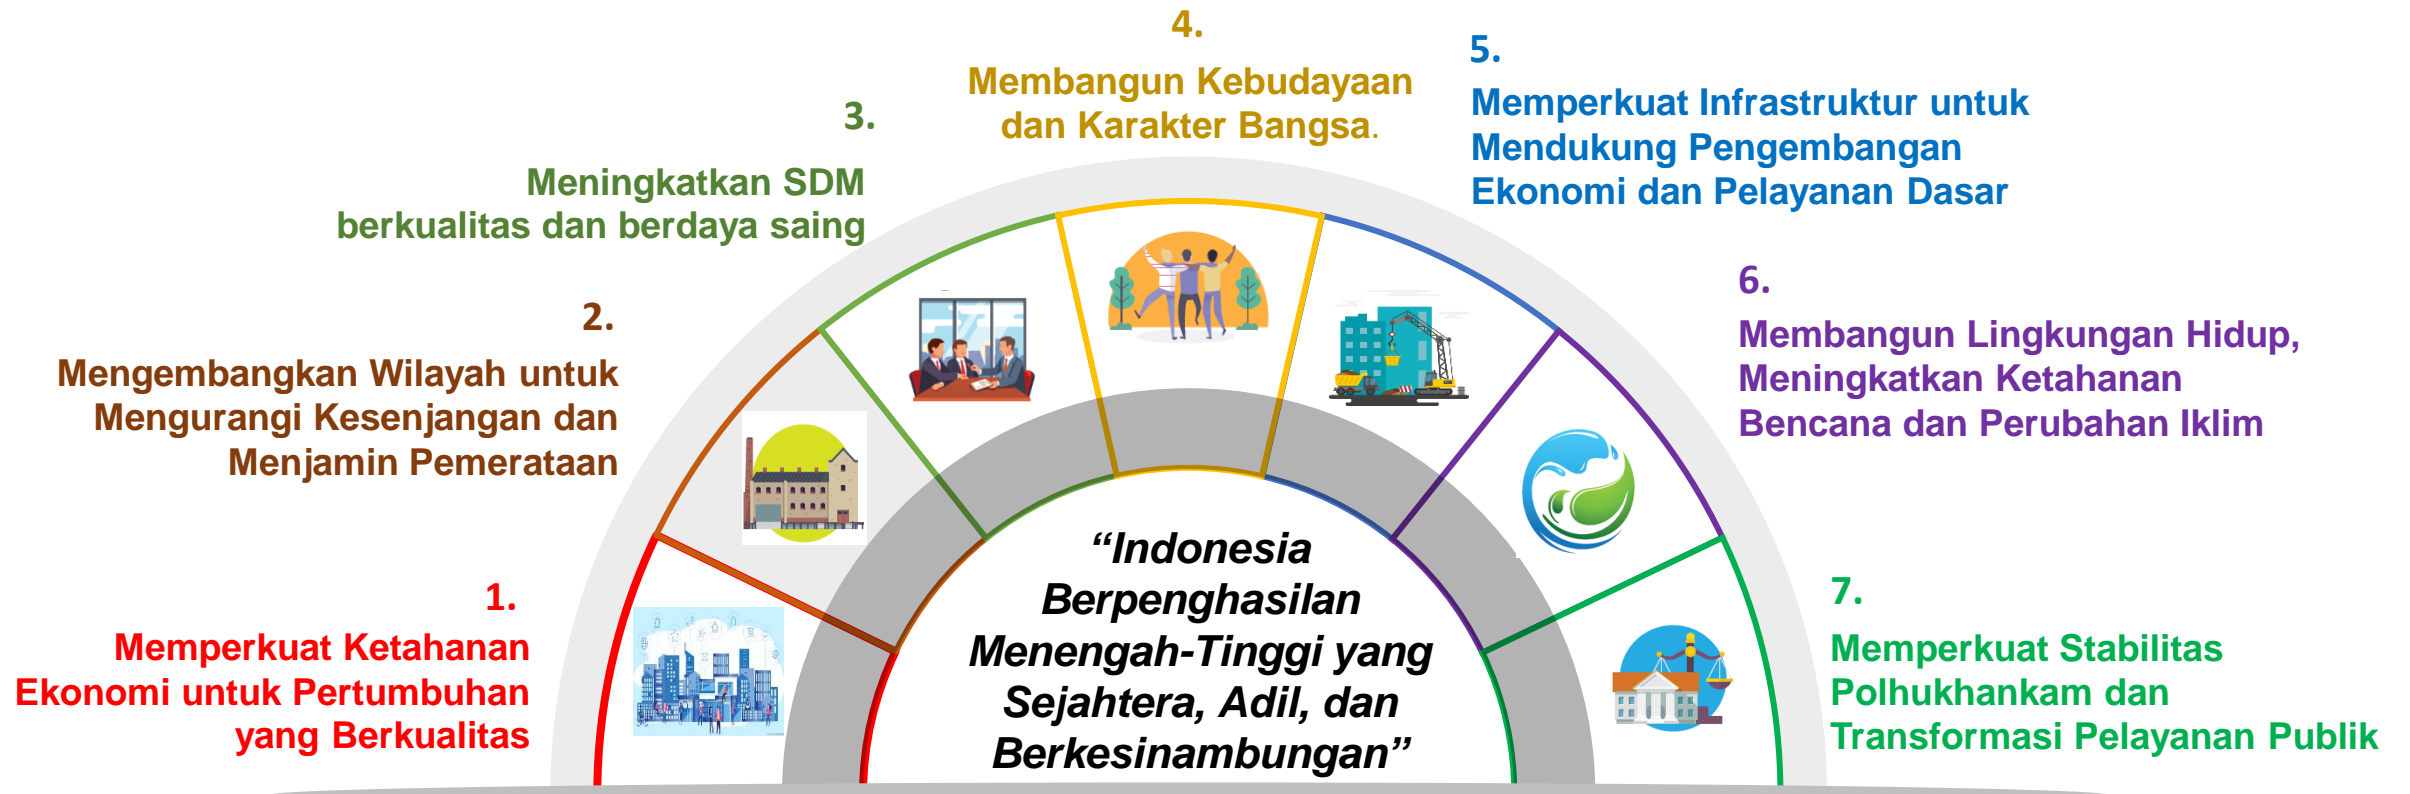 1.
Memperkuat Ketahanan
Ekonomi untuk Pertumbuhan
yang Berkualitas
2.
Mengembangkan Wilayah untuk
Mengurangi Kesenjangan dan
Menjamin Pemerataan
3.
Meningkatkan SDM
berkualitas dan berdaya saing
4.
Membangun Kebudayaan
dan Karakter Bangsa.
5.
Memperkuat Infrastruktur untuk
Mendukung Pengembangan
Ekonomi dan Pelayanan Dasar
6.
Membangun Lingkungan Hidup,
Meningkatkan Ketahanan
Bencana dan Perubahan Iklim
7.
Memperkuat Stabilitas
Polhukhankam dan
Transformasi Pelayanan Publik
“Indonesia
Berpenghasilan
Menengah-Tinggi yang
Sejahtera, Adil, dan
Berkesinambungan”